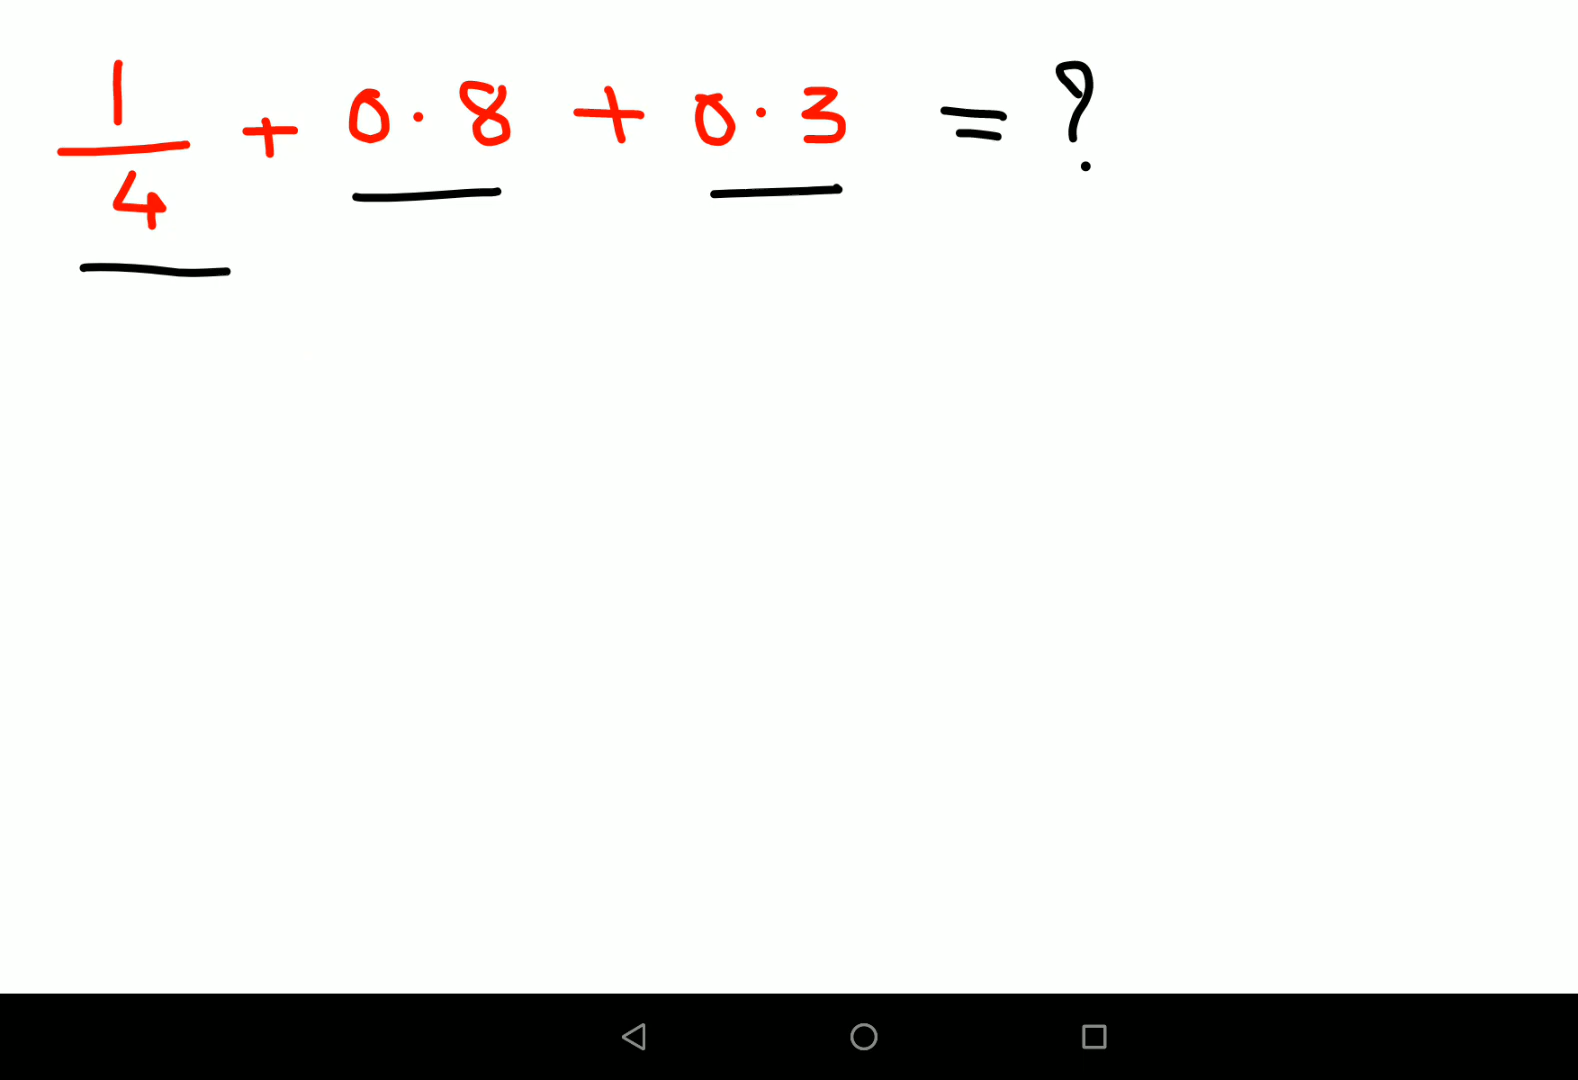 1/4 + 0.8 + 0.3 = ?